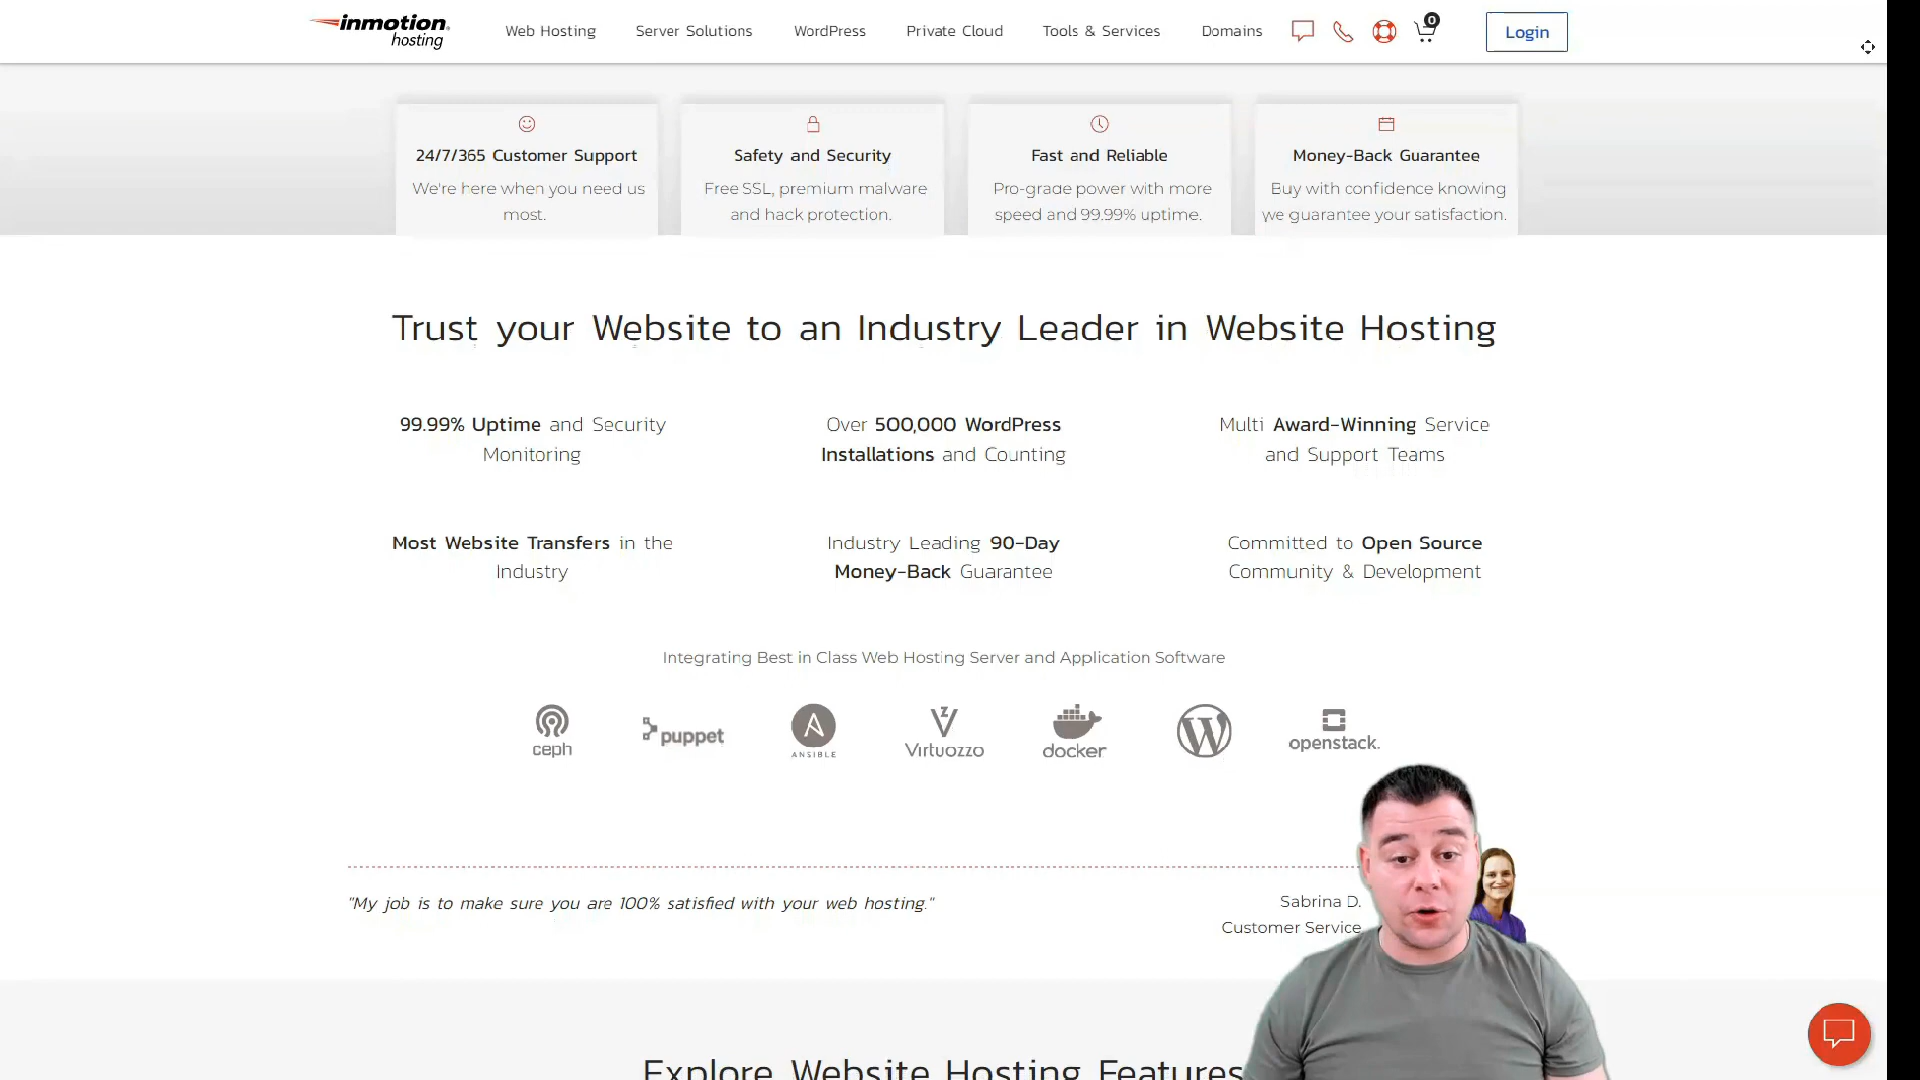 inmotion hosting
Web Hosting
Server Solutions
WordPress
Private Cloud
Tools & Services
Domains
0
Login
24/7/365 Customer Support
We're here when you need us
most.
Safety and Security
Free SSL, premium malware
and hack protection.
Fast and Reliable
Pro-grade power with more
speed and 99.99% uptime.
Money-Back Guarantee
Buy with confidence knowing
we guarantee your satisfaction.
Trust your Website to an Industry Leader in Website Hosting
99.99% Uptime and Security
Monitoring
Over 500,000 WordPress
Installations and Counting
Multi Award-Winning Service
and Support Teams
Most Website Transfers in the
Industry
Industry Leading 90-Day
Money-Back Guarantee
Committed to Open Source
Community & Development
Integrating Best in Class Web Hosting Server and Application Software
ceph
puppet
ANSIBLE
Virtuozzo
docker
openstack.
"My job is to make sure you are 100% satisfied with your web hosting."
Sabrina D.
Customer Service
Explore Website Hosting Features